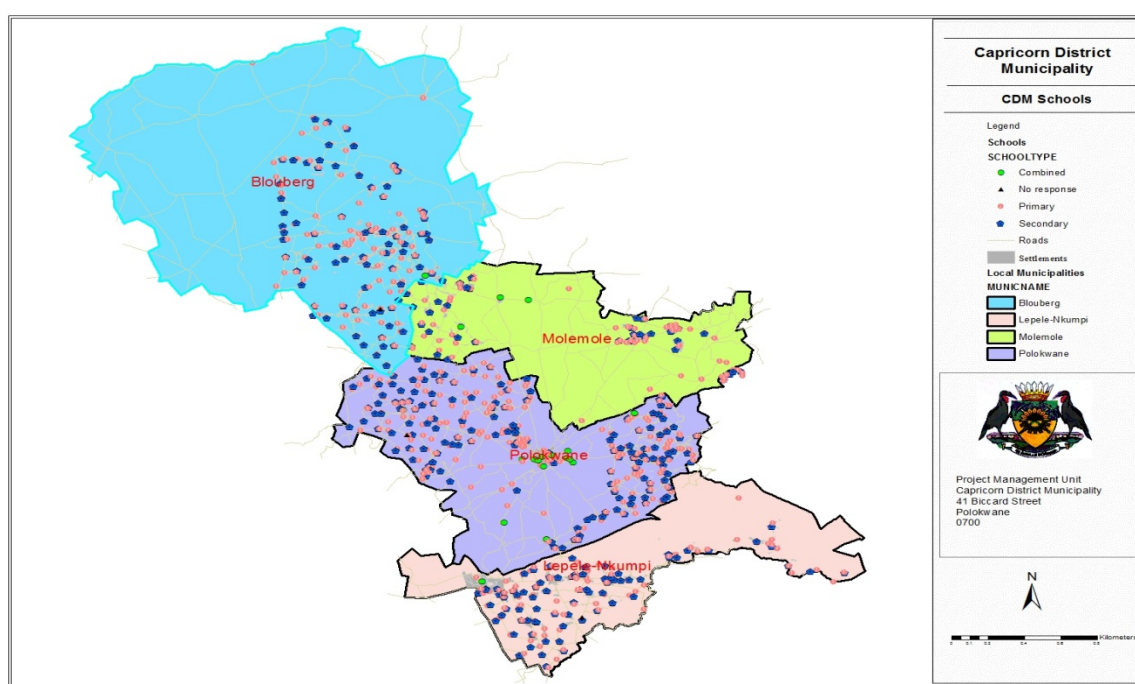 Blouberg
Molemole
Polokwane
Lepele-Nkumpi
Capricorn District
Municipality
CDM Schools
Legend
Schools
SCHOOLTYPE
Combined
No response
Primary
Secondary
Roads
Settlements
Local Municipalities
MUNICNAME
Blouberg
Lepele-Nkumpi
Molemole
Polokwane
Project Management Unit
Capricorn District Municipality
41 Biccard Street
Polokwane
0700
N
Kilometers